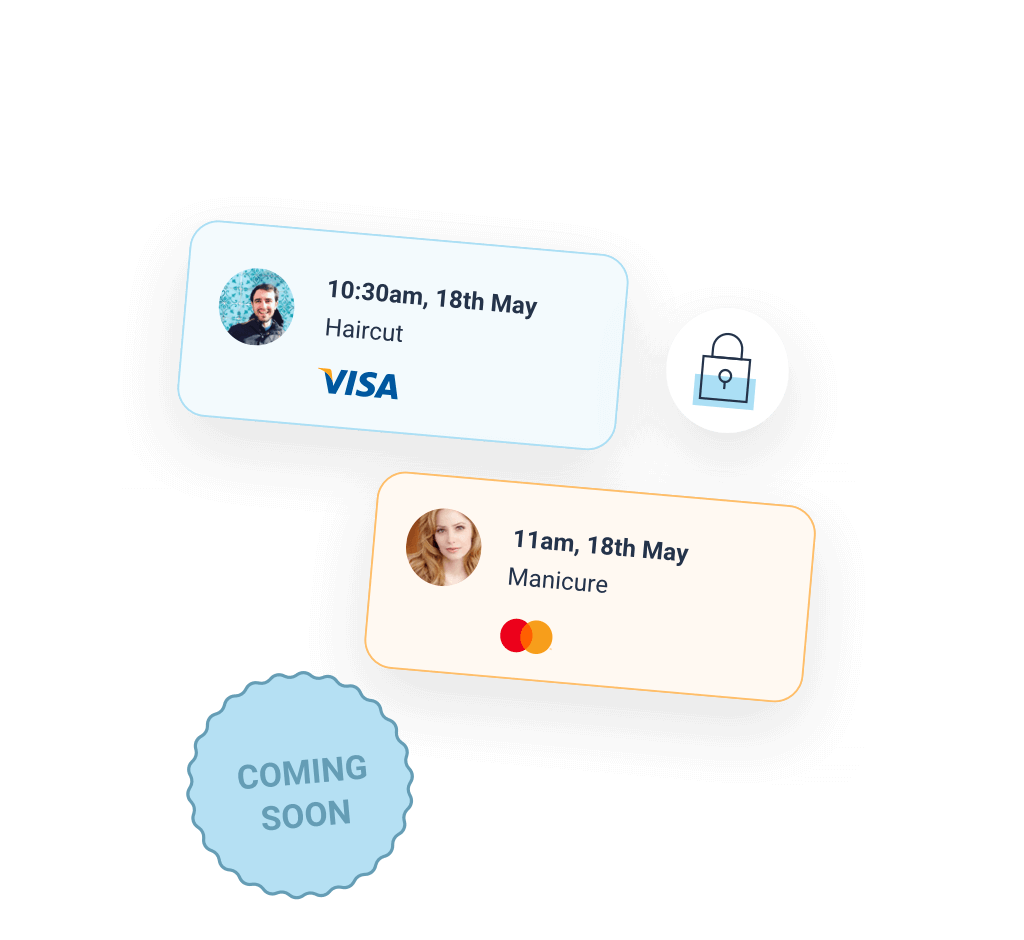 10:30am, 18th May
Haircut
VISA
11am, 18th May
Manicure
COMING
SOON